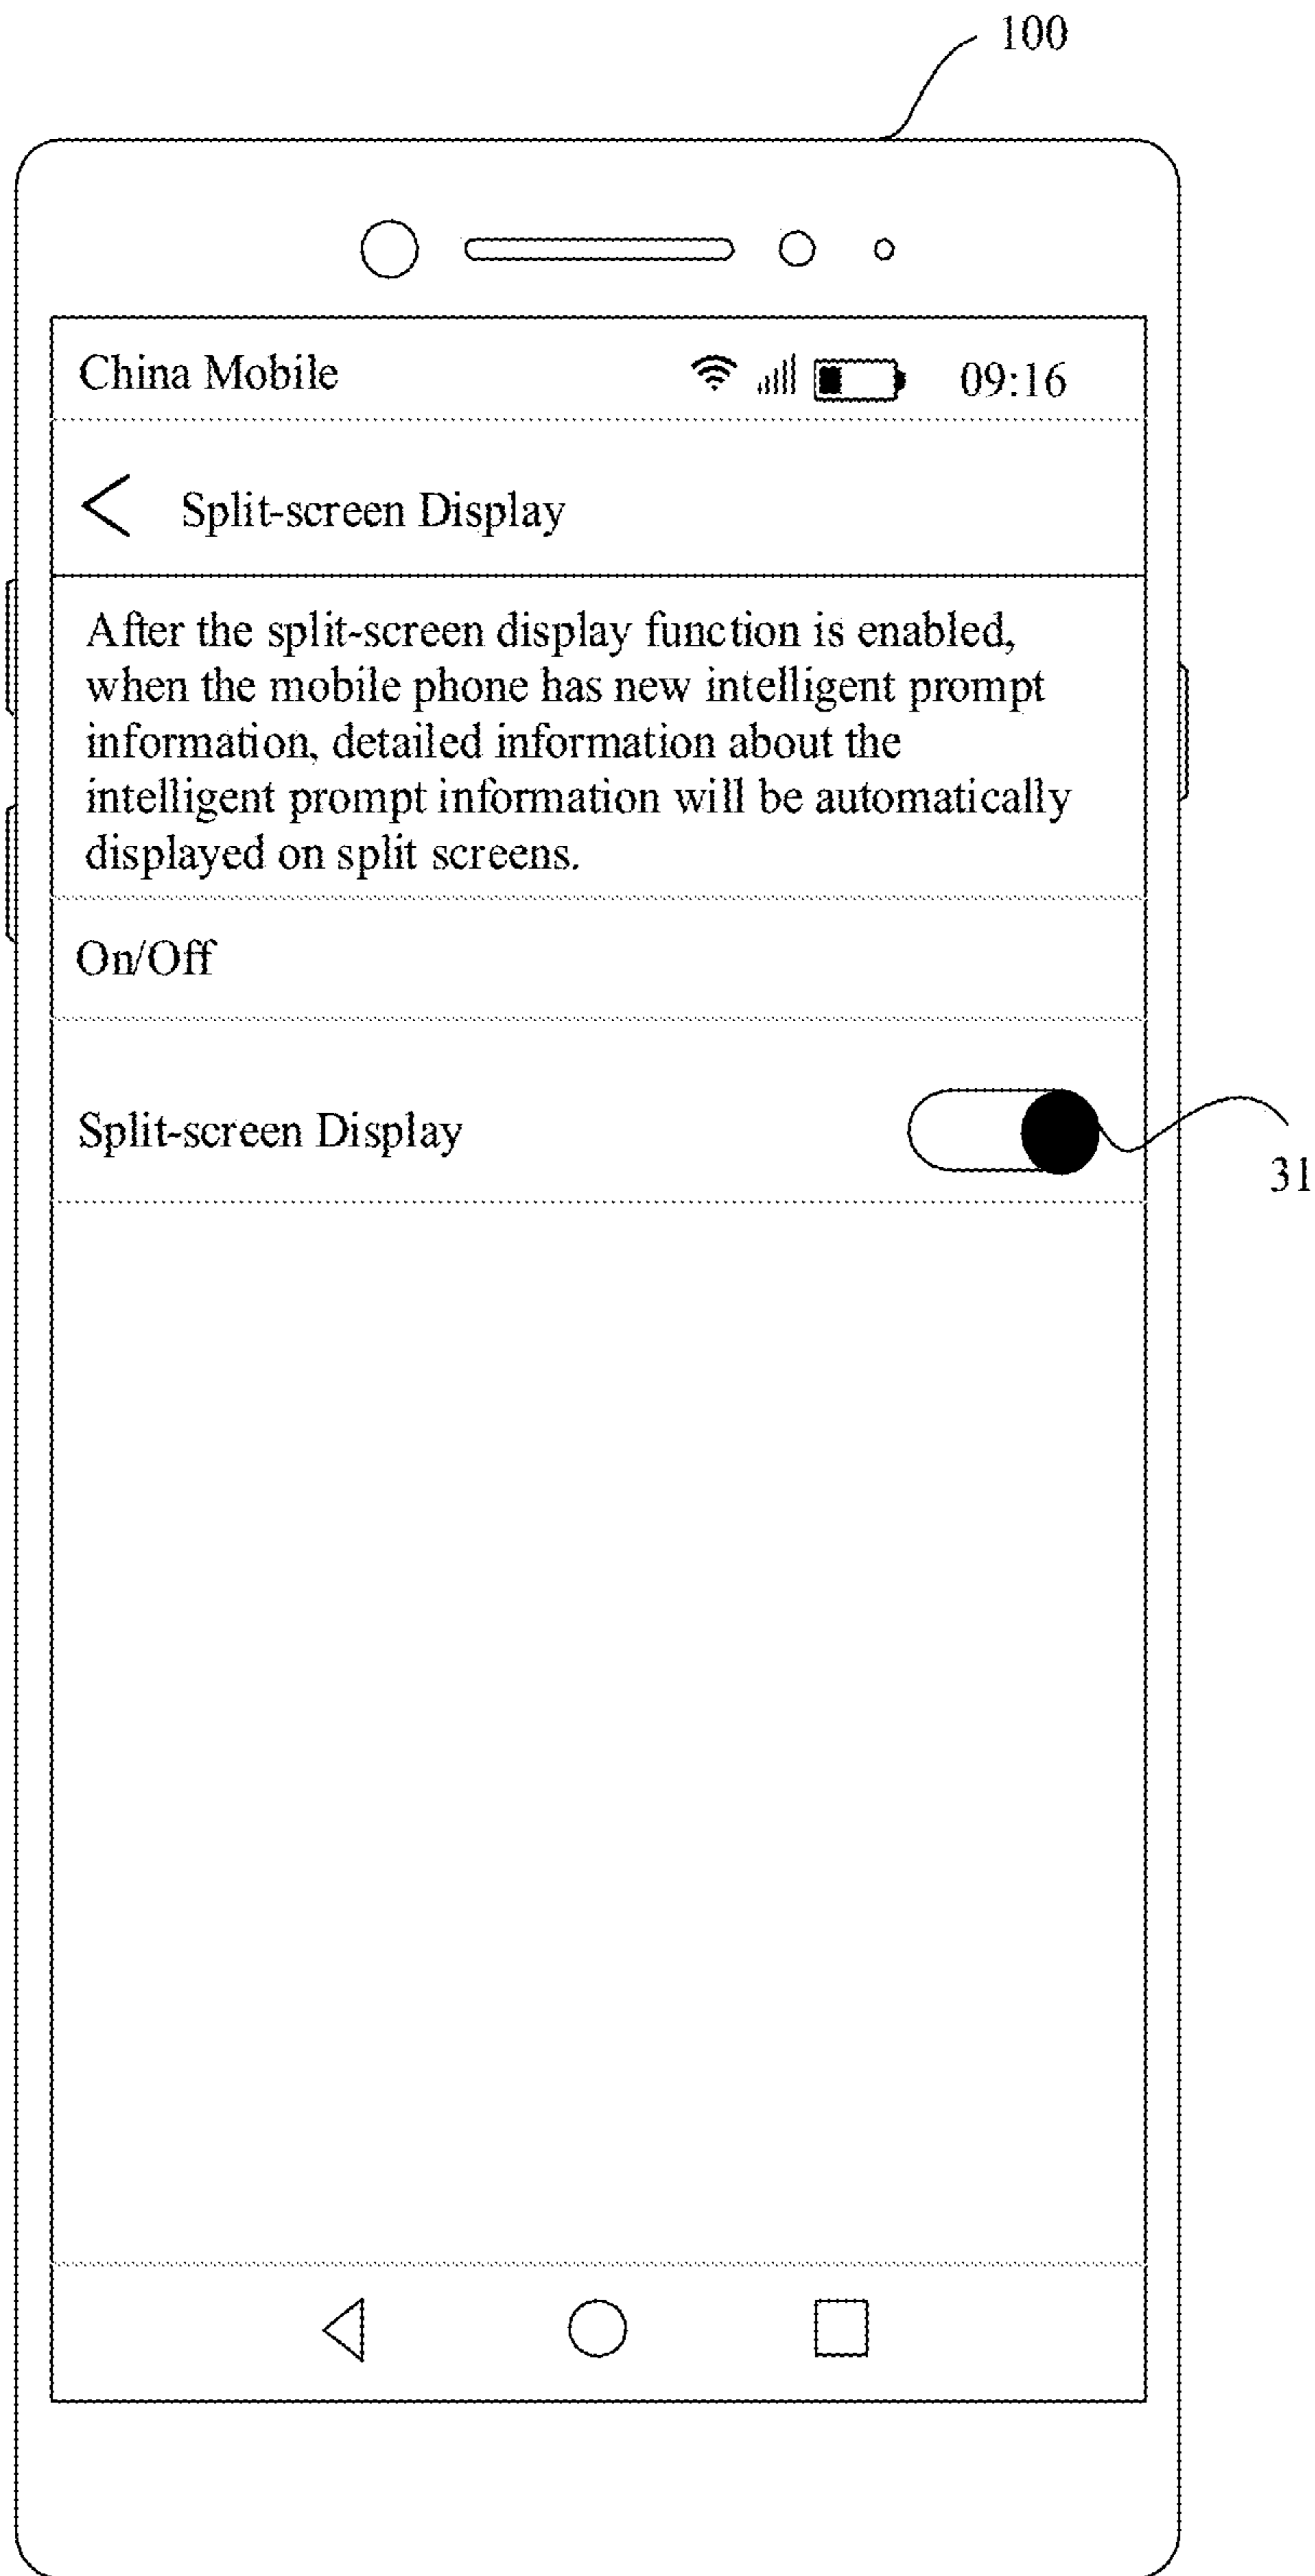 100
China Mobile 09:16
Split-screen Display
After the split-screen display function is enabled,
when the mobile phone has new intelligent prompt
information, detailed information about the
intelligent prompt information will be automatically
displayed on split screens.
On/Off
Split-screen Display
31